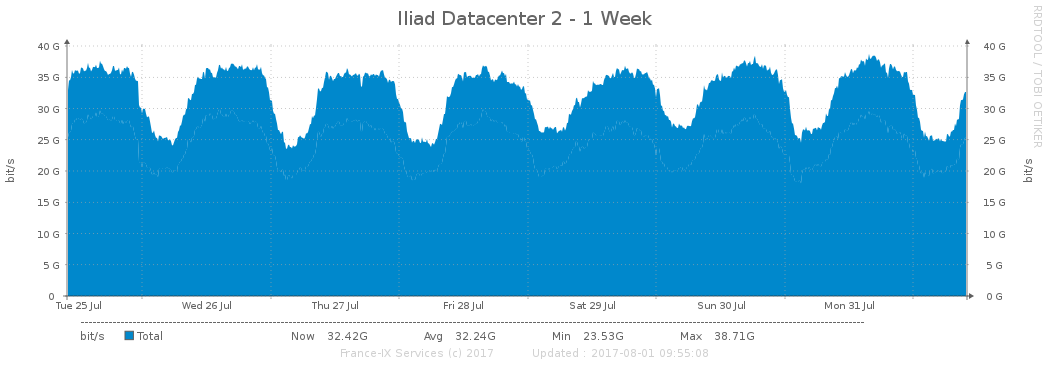 Iliad Datacenter 2 - 1 Week
RRDTOOL / TOBI OETIKER
40 G 40 G
35 G 35 G
30 G 30 G
25 G 25 G
20 G 20 G
15 G 15 G
10 G 10 G
5 G 5 G
0 0 G
bit/s bit/s
Tue 25 Jul Wed 26 Jul Thu 27 Jul Fri 28 Jul Sat 29 Jul Sun 30 Jul Mon 31 Jul
bit/s Total Now 32.42G Avg 32.24G Min 23.53G Max 38.71G
France-IX Services (c) 2017 Updated : 2017-08-01 09:55:08